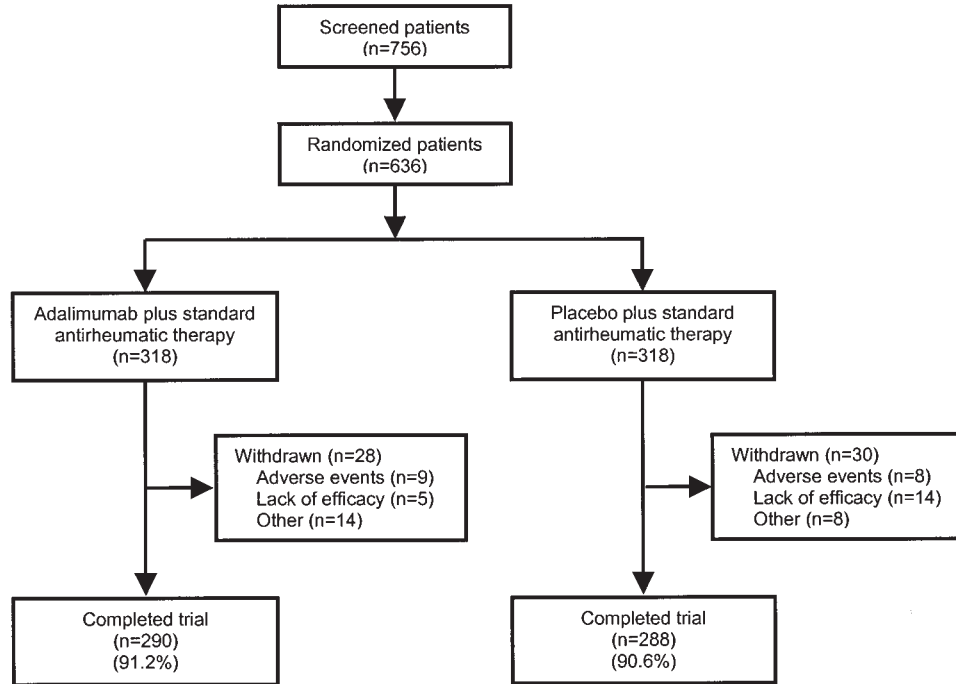 Screened patients
(n=756)
Randomized patients
(n=636)
Adalimumab plus standard
antirheumatic therapy
(n=318)
Placebo plus standard
antirheumatic therapy
(n=318)
Withdrawn (n=28)
Adverse events (n=9)
Lack of efficacy (n=5)
Other (n=14)
Withdrawn (n=30)
Adverse events (n=8)
Lack of efficacy (n=14)
Other (n=8)
Completed trial
(n=290)
(91.2%)
Completed trial
(n=288)
(90.6%)